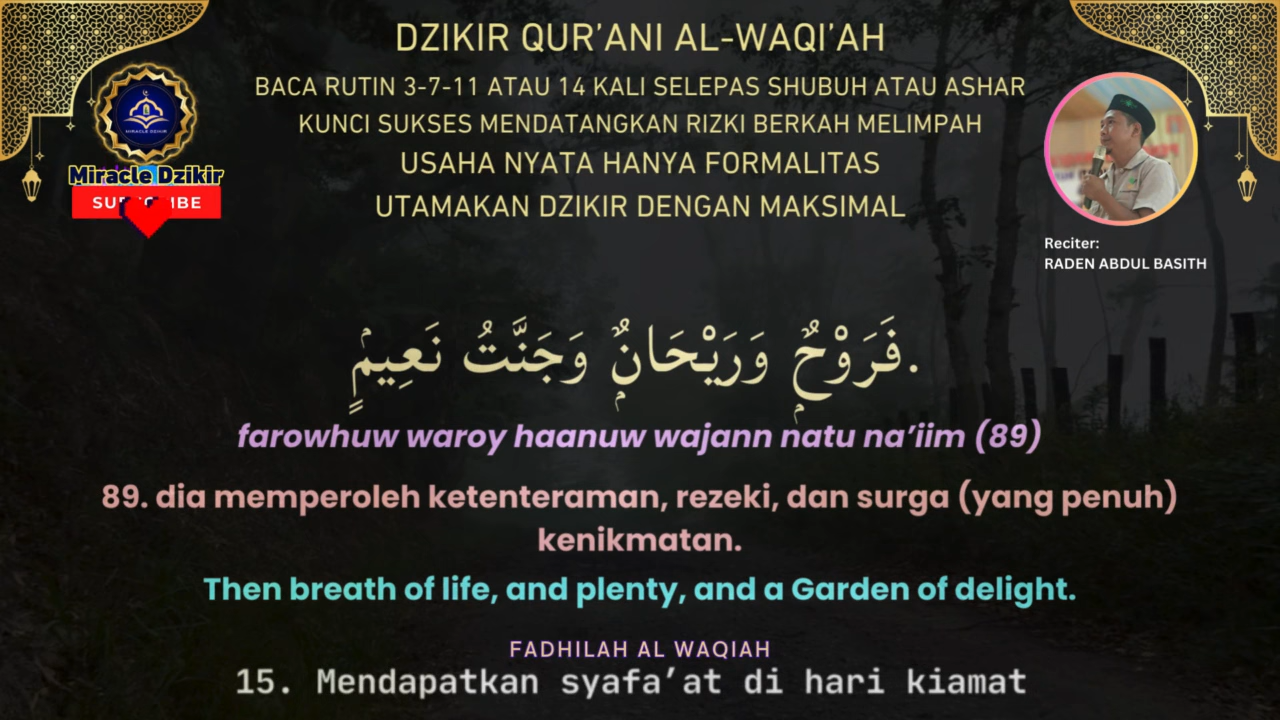 DZIKIR QUR’ANI AL-WAQI’AH
BACA RUTIN 3-7-11 ATAU 14 KALI SELEPAS SHUBUH ATAU ASHAR
KUNCI SUKSES MENDATANGKAN RIZKI BERKAH MELIMPAH
USAHA NYATA HANYA FORMALITAS
UTAMAKAN DZIKIR DENGAN MAKSIMAL
MIRACLE DZIKIR
Miracle Dzikir
Reciter:
RADEN ABDUL BASITH
فَرَوْحٌ وَرَيْحَانٌ وَجَنَّتُ نَعِيمٍ.
farowhuw waroy haanuw wajann natu na’iim (89)
89. dia memperoleh ketenteraman, rezeki, dan surga (yang penuh)
kenikmatan.
Then breath of life, and plenty, and a Garden of delight.
FADHILAH AL WAQIAH
15. Mendapatkan syafa’at di hari kiamat